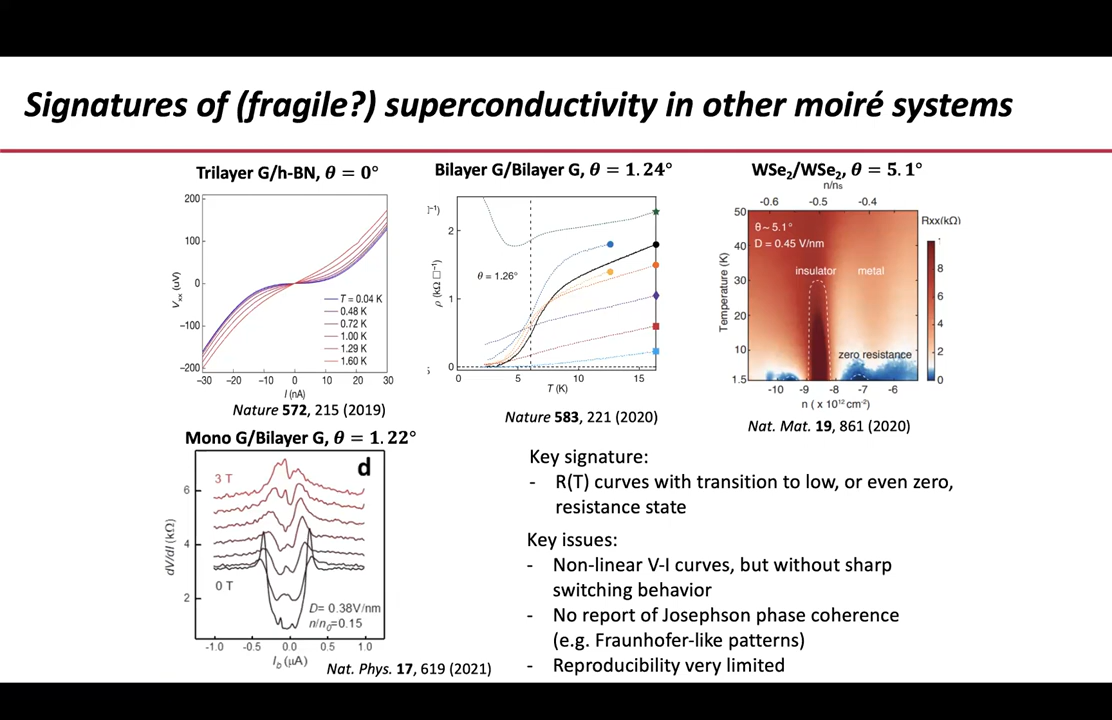 Signatures of (fragile?) superconductivity in other moiré systems
Trilayer G/h-BN, θ = 0°
200
100
0
−100
−200
V_xx (uV)
−30 −20 −10 0 10 20 30
I (nA)
T = 0.04 K
0.48 K
0.72 K
1.00 K
1.29 K
1.60 K
Nature 572, 215 (2019)
Bilayer G/Bilayer G, θ = 1.24°
ρ (kΩ □⁻¹)
2
1
0
θ = 1.26°
0 5 10 15
T (K)
Nature 583, 221 (2020)
WSe₂/WSe₂, θ = 5.1°
n/nₛ
-0.6 -0.5 -0.4
Temperature (K)
50
40
30
20
10
1.5
θ~ 5.1°
D = 0.45 V/nm
insulator metal
zero resistance
-10 -9 -8 -7 -6
n ( x 10¹² cm⁻²)
Rxx(kΩ)
8
6
4
2
0
Nat. Mat. 19, 861 (2020)
Mono G/Bilayer G, θ = 1.22°
d
dV/dI (kΩ)
6
4
2
3 T
0 T
D= 0.38V/nm
n/n₀=0.15
-1.0 -0.5 0.0 0.5 1.0
I_b (μA)
Nat. Phys. 17, 619 (2021)
Key signature:
- R(T) curves with transition to low, or even zero,
resistance state
Key issues:
- Non-linear V-I curves, but without sharp
switching behavior
- No report of Josephson phase coherence
(e.g. Fraunhofer-like patterns)
- Reproducibility very limited